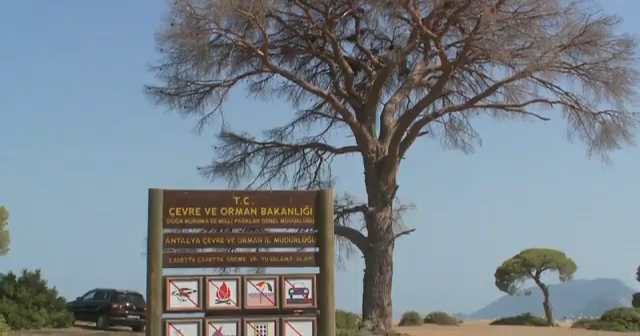 T.C.
ÇEVRE VE ORMAN BAKANLIĞI
DOĞA KORUMA VE MİLLİ PARKLAR GENEL MÜDÜRLÜĞÜ
ANTALYA ÇEVRE VE ORMAN İL MÜDÜRLÜĞÜ
CARETTA CARETTA ÜREME VE YUVALAMA ALANI